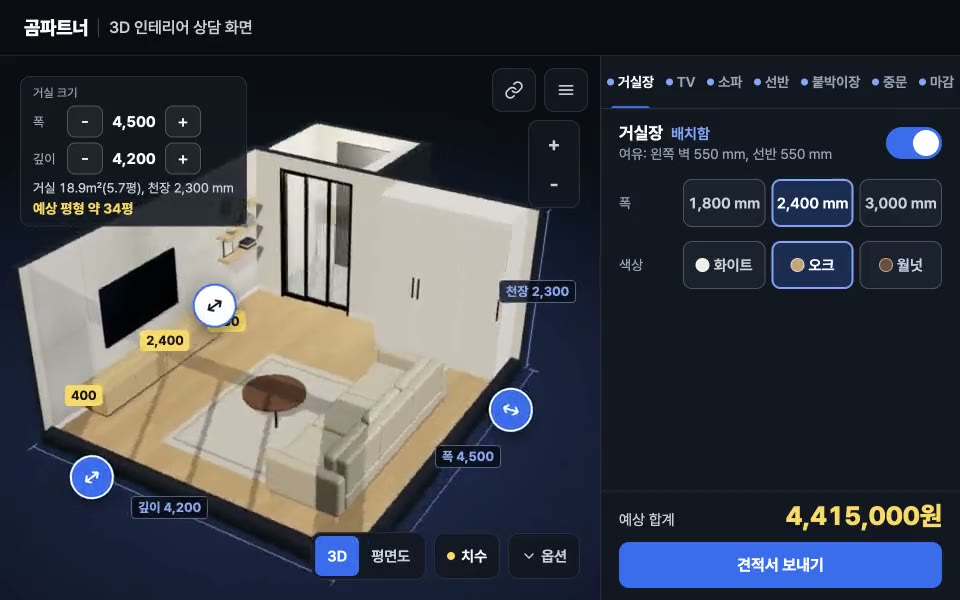 곰파트너 3D 인테리어 상담 화면
거실 크기
폭 - 4,500 +
깊이 - 4,200 +
거실 18.9m²(5.7평), 천장 2,300 mm
예상 평형 약 34평
+
-
천장 2,300
2,400
400
폭 4,500
깊이 4,200
3D 평면도 치수 옵션
거실장 TV 소파 선반 붙박이장 중문 마감
거실장 배치함
여유: 왼쪽 벽 550 mm, 선반 550 mm
폭 1,800 mm 2,400 mm 3,000 mm
색상 화이트 오크 월넛
예상 합계 4,415,000원
견적서 보내기